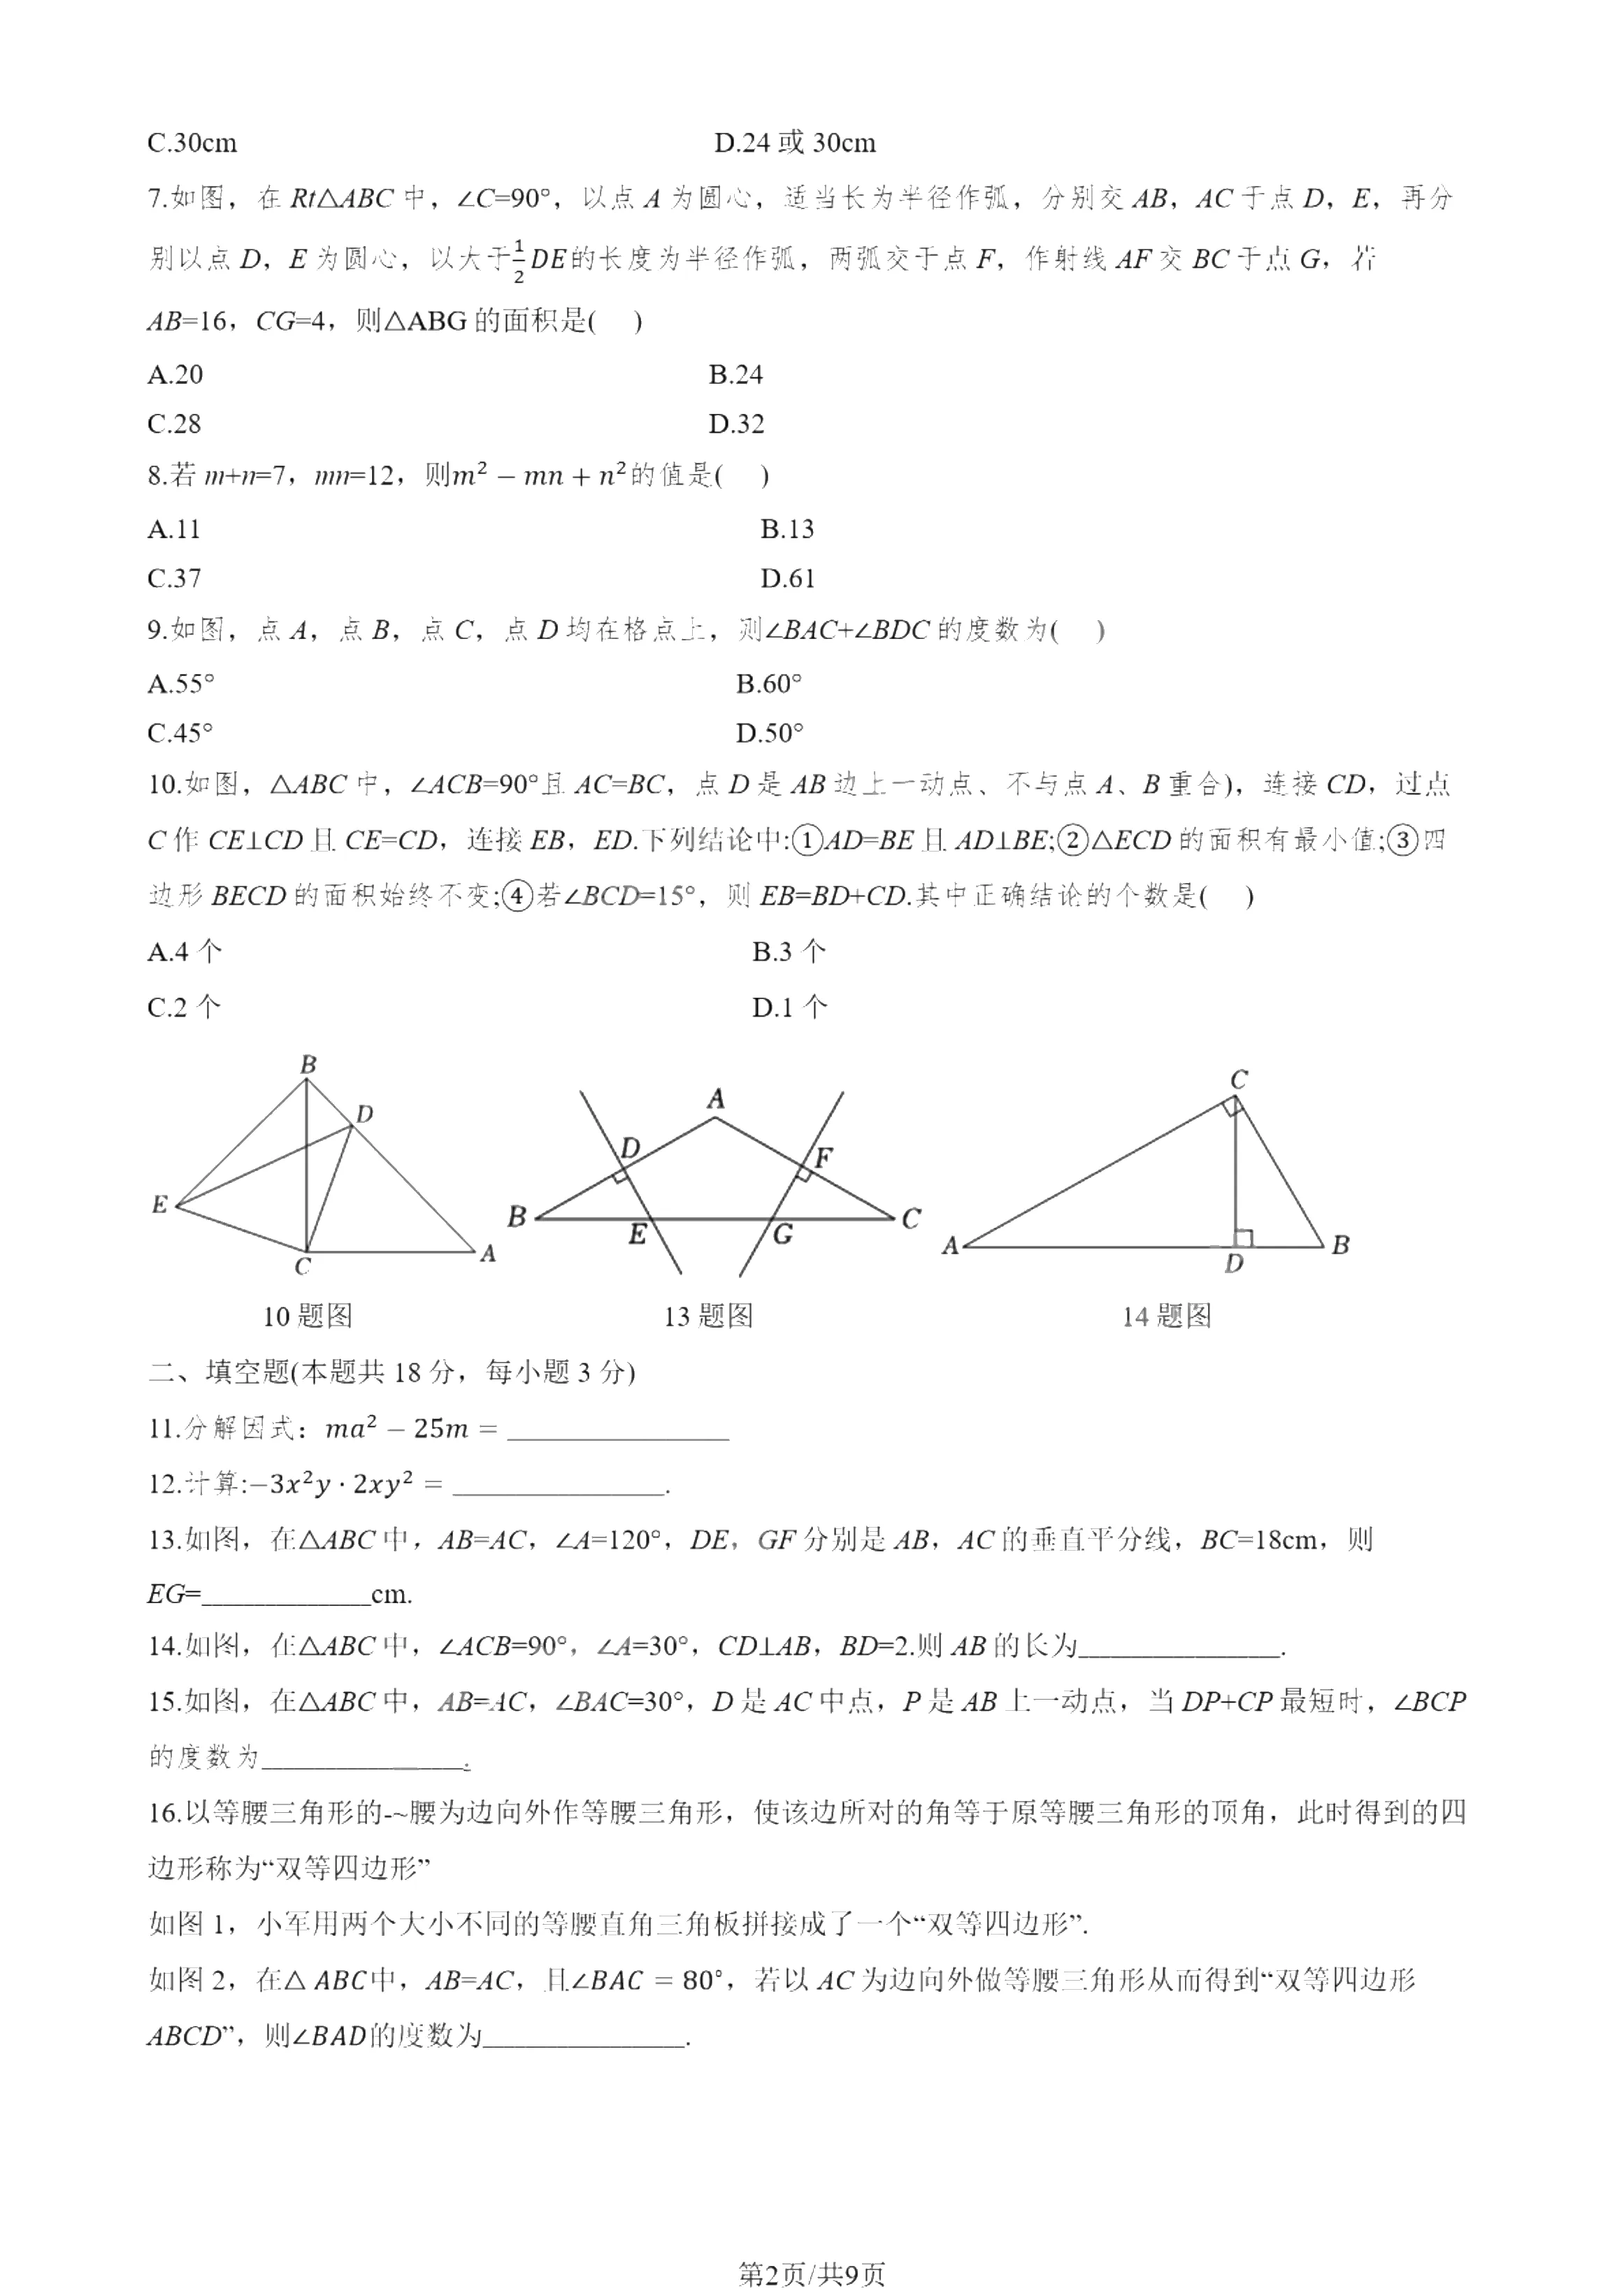 C.30cm D.24 或 30cm
7.如图，在 Rt△ABC 中，∠C=90°，以点 A 为圆心，适当长为半径作弧，分别交 AB，AC 于点 D，E，再分
别以点 D，E 为圆心，以大于\frac{1}{2}DE的长度为半径作弧，两弧交于点 F，作射线 AF 交 BC 于点 G，若
AB=16，CG=4，则△ABG 的面积是( )
A.20 B.24
C.28 D.32
8.若 m+n=7，mn=12，则m² − mn + n²的值是( )
A.11 B.13
C.37 D.61
9.如图，点 A，点 B，点 C，点 D 均在格点上，则∠BAC+∠BDC 的度数为( )
A.55° B.60°
C.45° D.50°
10.如图，△ABC 中，∠ACB=90°且 AC=BC，点 D 是 AB 边上一动点、不与点 A、B 重合)，连接 CD，过点
C 作 CE⊥CD 且 CE=CD，连接 EB，ED.下列结论中:①AD=BE 且 AD⊥BE;②△ECD 的面积有最小值;③四
边形 BECD 的面积始终不变;④若∠BCD=15°，则 EB=BD+CD.其中正确结论的个数是( )
A.4 个 B.3 个
C.2 个 D.1 个
B
D
E
C
A
10 题图
A
D
F
B
E
G
C
13 题图
C
A
D
B
14 题图
二、填空题(本题共 18 分，每小题 3 分)
11.分解因式：ma² − 25m = ________________
12.计算:−3x²y · 2xy² = ________________.
13.如图，在△ABC 中，AB=AC，∠A=120°，DE，GF 分别是 AB，AC 的垂直平分线，BC=18cm，则
EG=____________cm.
14.如图，在△ABC 中，∠ACB=90°，∠A=30°，CD⊥AB，BD=2.则 AB 的长为______________.
15.如图，在△ABC 中，AB=AC，∠BAC=30°，D 是 AC 中点，P 是 AB 上一动点，当 DP+CP 最短时，∠BCP
的度数为______________.
16.以等腰三角形的-~腰为边向外作等腰三角形，使该边所对的角等于原等腰三角形的顶角，此时得到的四
边形称为“双等四边形”
如图 1，小军用两个大小不同的等腰直角三角板拼接成了一个“双等四边形”.
如图 2，在△ ABC中，AB=AC，且∠BAC = 80°，若以 AC 为边向外做等腰三角形从而得到“双等四边形
ABCD”，则∠BAD的度数为______________.
第2页/共9页